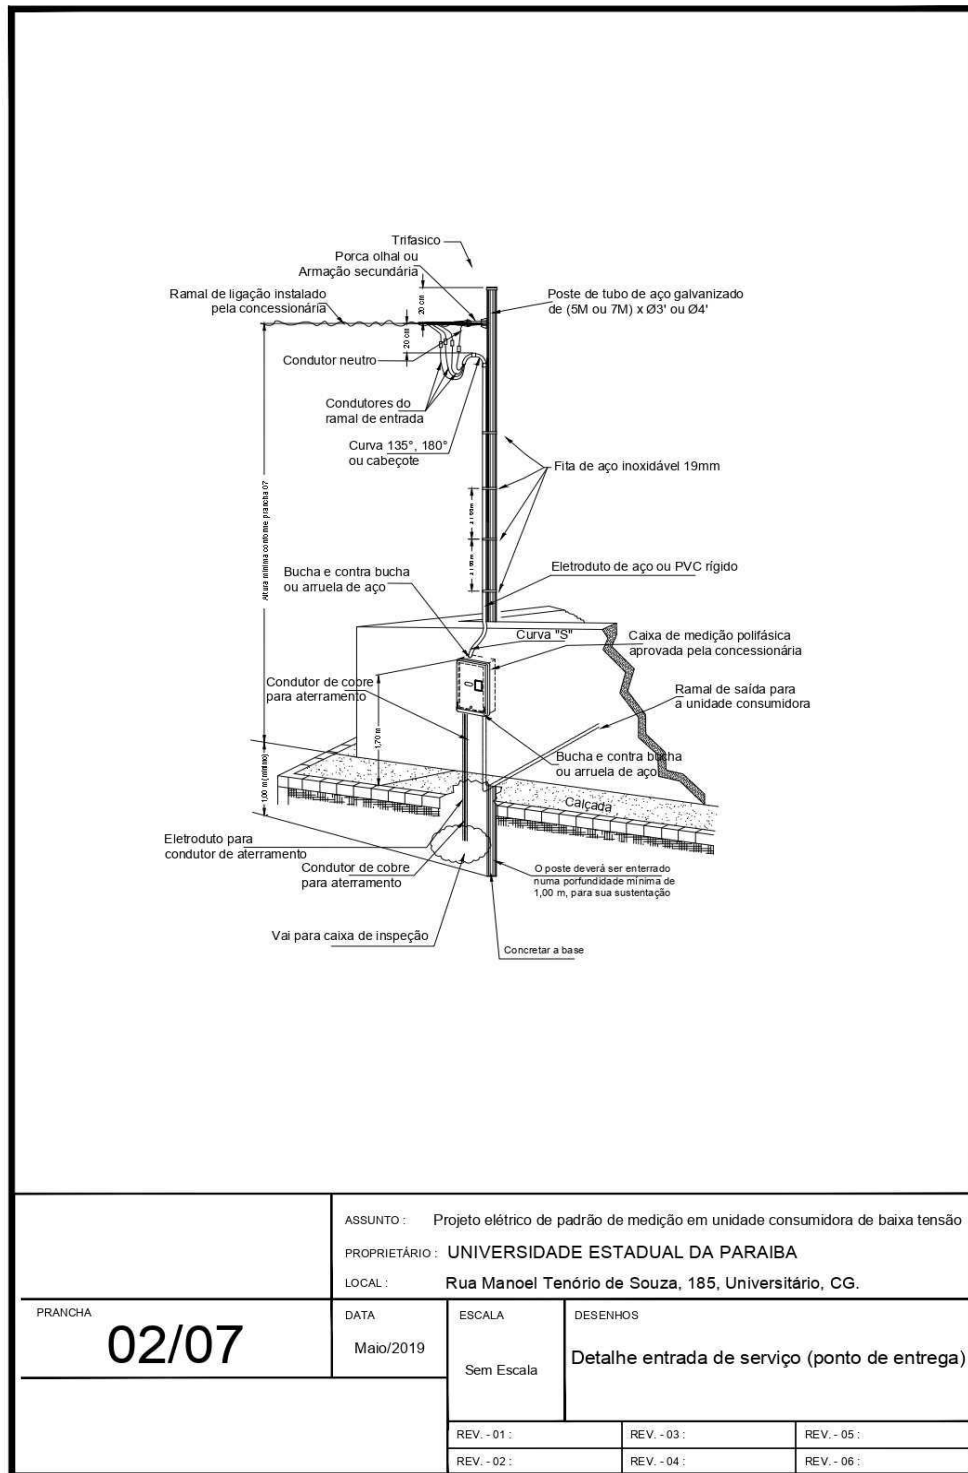 Trifasico
Porca olhal ou
Armação secundária
Ramal de ligação instalado
pela concessionária
20 cm
Poste de tubo de aço galvanizado
de (5M ou 7M) x Ø3' ou Ø4'
20 cm
Condutor neutro
Condutores do
ramal de entrada
Curva 135°, 180°
ou cabeçote
Fita de aço inoxidável 19mm
Altura mínima conforme prancha 07
Bucha e contra bucha
ou arruela de aço
Eletroduto de aço ou PVC rígido
Curva "S"
Caixa de medição polifásica
aprovada pela concessionária
Condutor de cobre
para aterramento
Ramal de saída para
a unidade consumidora
1,70 m
Bucha e contra bucha
ou arruela de aço
1,00 m (mínimo)
Calçada
Eletroduto para
condutor de aterramento
Condutor de cobre
para aterramento
O poste deverá ser enterrado
numa porfundidade mínima de
1,00 m, para sua sustentação
Vai para caixa de inspeção
Concretar a base
ASSUNTO : Projeto elétrico de padrão de medição em unidade consumidora de baixa tensão
PROPRIETÁRIO : UNIVERSIDADE ESTADUAL DA PARAIBA
LOCAL : Rua Manoel Tenório de Souza, 185, Universitário, CG.
PRANCHA
02/07
DATA
Maio/2019
ESCALA
Sem Escala
DESENHOS
Detalhe entrada de serviço (ponto de entrega)
REV. - 01 : REV. - 03 : REV. - 05 :
REV. - 02 : REV. - 04 : REV. - 06 :